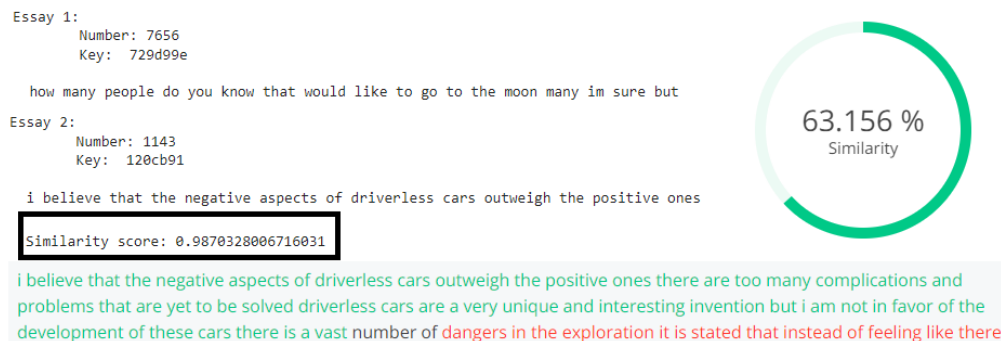 Essay 1:
Number: 7656
Key: 729d99e
how many people do you know that would like to go to the moon many im sure but
Essay 2:
Number: 1143
Key: 120cb91
i believe that the negative aspects of driverless cars outweigh the positive ones
Similarity score: 0.9870328006716031
63.156 %
Similarity
i believe that the negative aspects of driverless cars outweigh the positive ones there are too many complications and
problems that are yet to be solved driverless cars are a very unique and interesting invention but i am not in favor of the
development of these cars there is a vast number of dangers in the exploration it is stated that instead of feeling like there